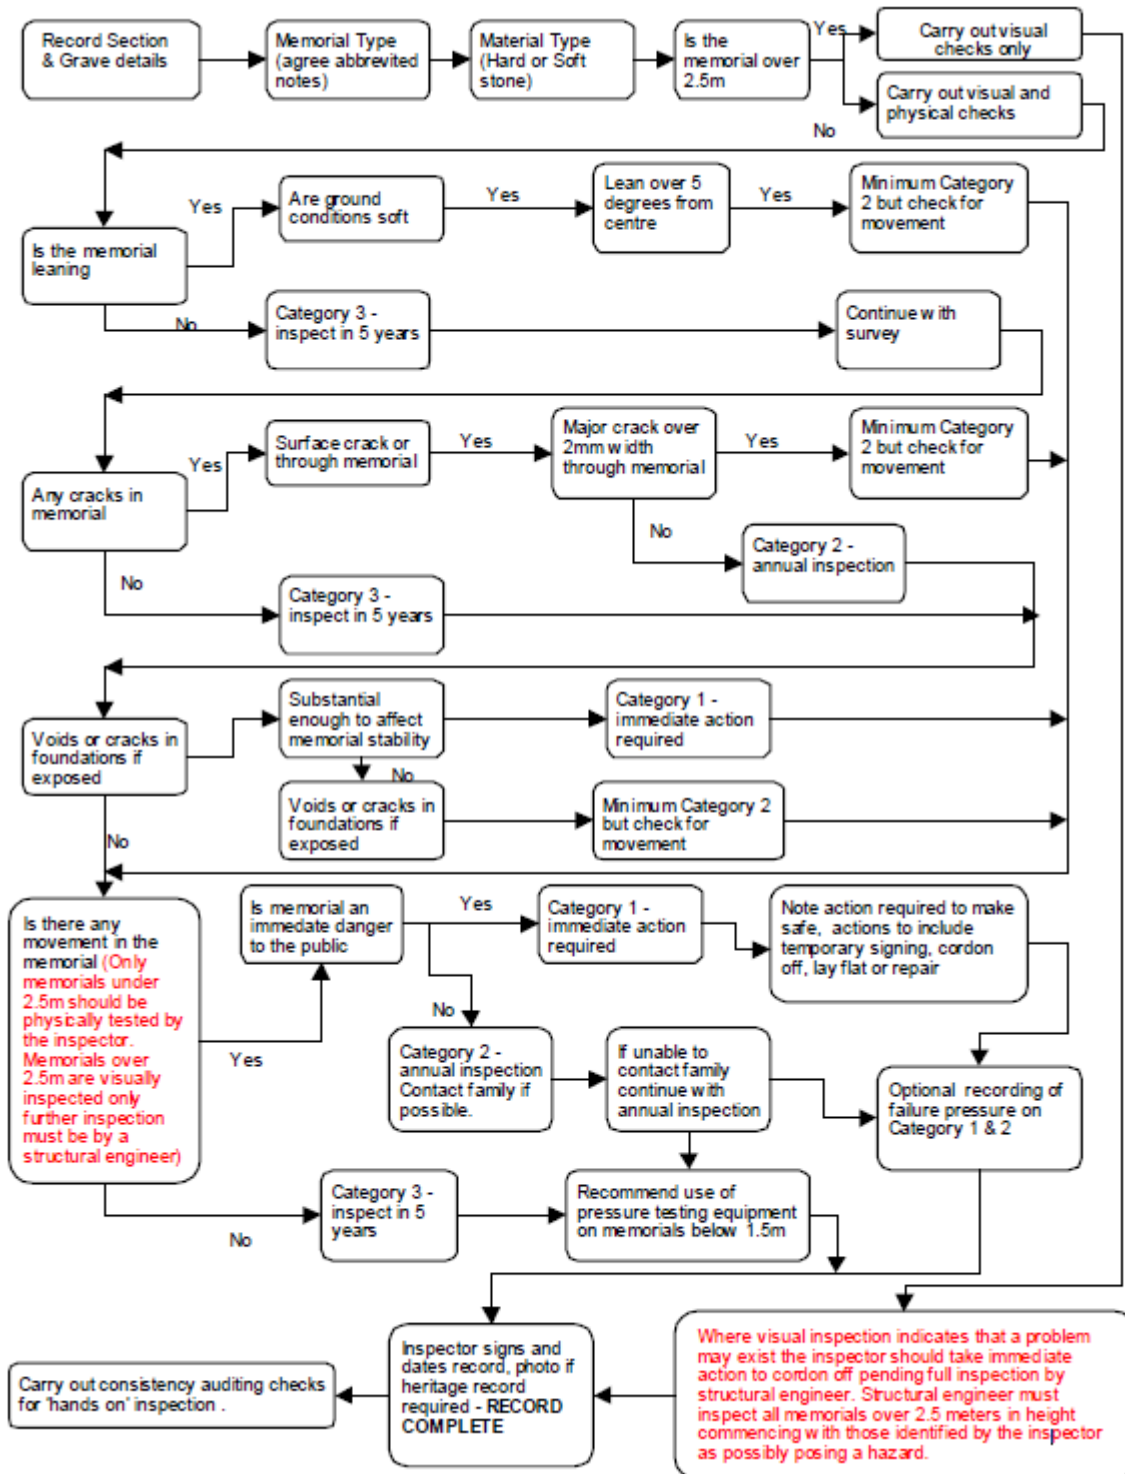 Record Section
& Grave details
Memorial Type
(agree abbrevited
notes)
Material Type
(Hard or Soft
stone)
Is the
memorial over
2.5m
Yes
Carry out visual
checks only
Carry out visual and
physical checks
No
Is the memorial
leaning
Yes
Are ground
conditions soft
Yes
Lean over 5
degrees from
centre
Yes
Minimum Category
2 but check for
movement
No
Category 3 -
inspect in 5 years
Continue with
survey
Any cracks in
memorial
Yes
Surface crack or
through memorial
Yes
Major crack over
2mm width
through memorial
Yes
Minimum Category
2 but check for
movement
No
Category 2 -
annual inspection
No
Category 3 -
inspect in 5 years
Voids or cracks in
foundations if
exposed
Substantial
enough to affect
memorial stability
Category 1 -
immediate action
required
No
Voids or cracks in
foundations if
exposed
Minimum Category 2
but check for
movement
No
Is there any
movement in the
memorial (Only
memorials under
2.5m should be
physically tested by
the inspector.
Memorials over
2.5m are visually
inspected only
further inspection
must be by a
structural engineer)
Yes
Is memorial an
immedate danger
to the public
Yes
Category 1 -
immediate action
required
Note action required to make
safe, actions to include
temporary signing, cordon
off, lay flat or repair
No
Category 2 -
annual inspection
Contact family if
possible.
If unable to
contact family
continue with
annual inspection
Optional recording of
failure pressure on
Category 1 & 2
No
Category 3 -
inspect in 5
years
Recommend use of
pressure testing equipment
on memorials below 1.5m
Where visual inspection indicates that a problem
may exist the inspector should take immediate
action to cordon off pending full inspection by
structural engineer. Structural engineer must
inspect all memorials over 2.5 meters in height
commencing with those identified by the inspector
as possibly posing a hazard.
Inspector signs and
dates record, photo if
heritage record
required - RECORD
COMPLETE
Carry out consistency auditing checks
for 'hands on' inspection .